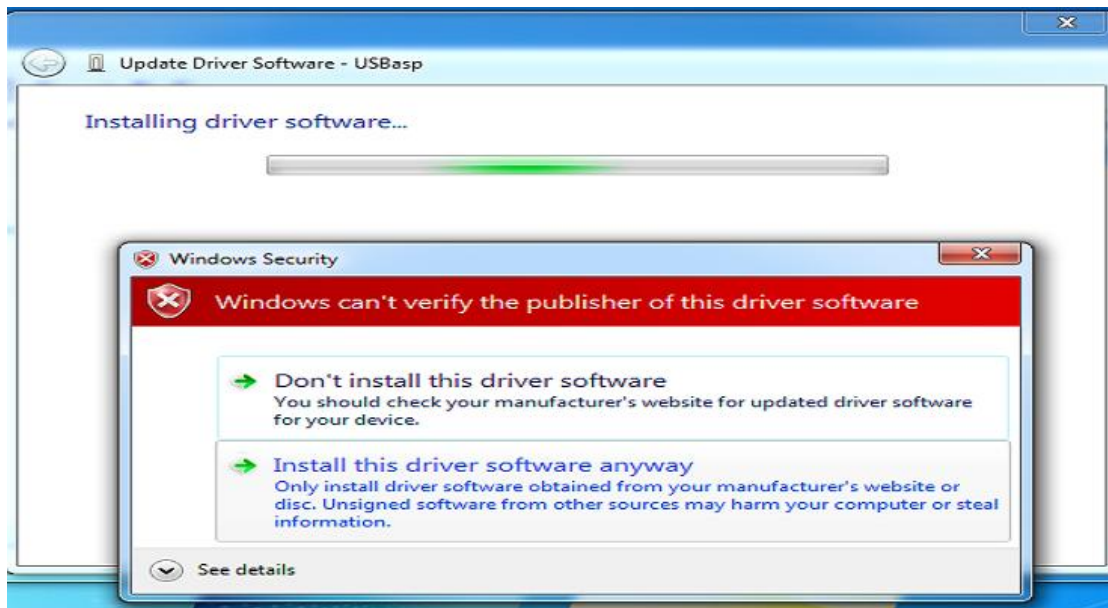 Update Driver Software - USBasp
Installing driver software...
Windows Security
Windows can't verify the publisher of this driver software
Don't install this driver software
You should check your manufacturer's website for updated driver software
for your device.
Install this driver software anyway
Only install driver software obtained from your manufacturer's website or
disc. Unsigned software from other sources may harm your computer or steal
information.
See details